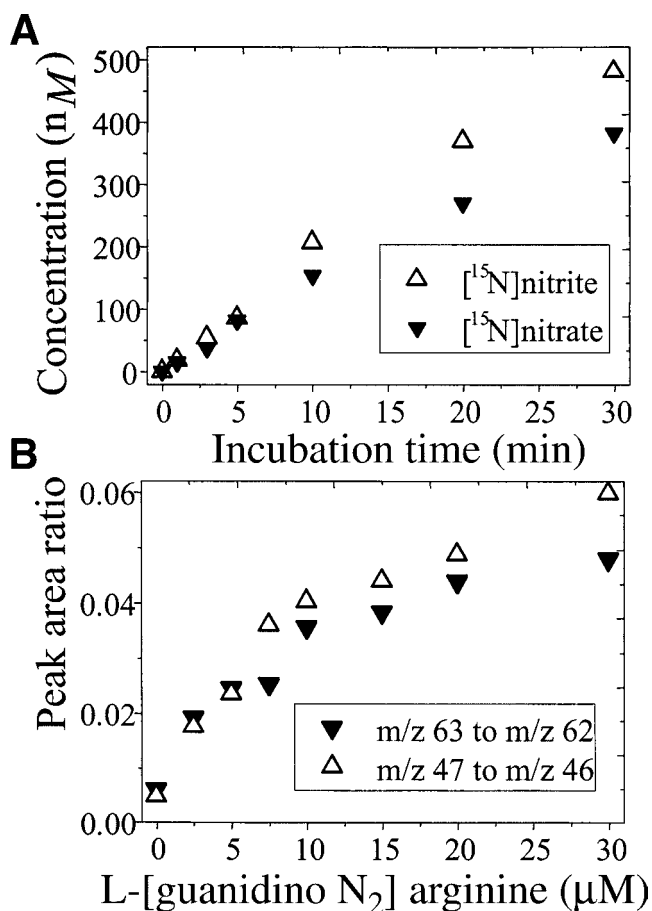 A
Concentration (nM)
500
400
300
200
100
0
[¹⁵N]nitrite
[¹⁵N]nitrate
0 5 10 15 20 25 30
Incubation time (min)
B
Peak area ratio
0.06
0.04
0.02
0.00
m/z 63 to m/z 62
m/z 47 to m/z 46
0 5 10 15 20 25 30
L-[guanidino N₂] arginine (μM)